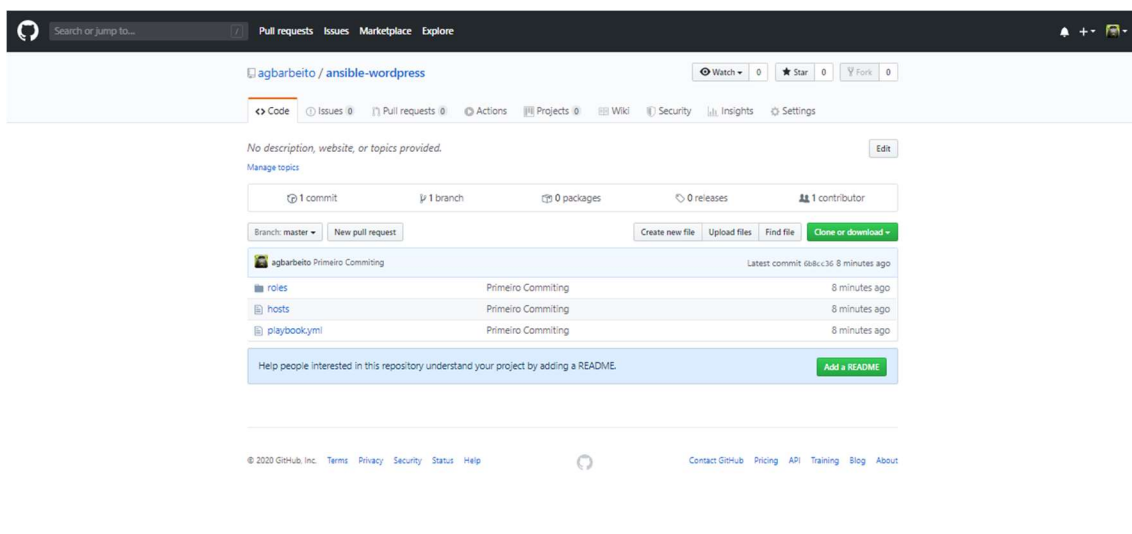 Search or jump to... / Pull requests Issues Marketplace Explore
agbarbeito / ansible-wordpress Watch 0 Star 0 Fork 0
Code Issues 0 Pull requests 0 Actions Projects 0 Wiki Security Insights Settings
No description, website, or topics provided. Edit
Manage topics
1 commit 1 branch 0 packages 0 releases 1 contributor
Branch: master New pull request Create new file Upload files Find file Clone or download
agbarbeito Primeiro Commiting Latest commit 6b8cc36 8 minutes ago
roles Primeiro Commiting 8 minutes ago
hosts Primeiro Commiting 8 minutes ago
playbook.yml Primeiro Commiting 8 minutes ago
Help people interested in this repository understand your project by adding a README. Add a README
© 2020 GitHub, Inc. Terms Privacy Security Status Help Contact GitHub Pricing API Training Blog About